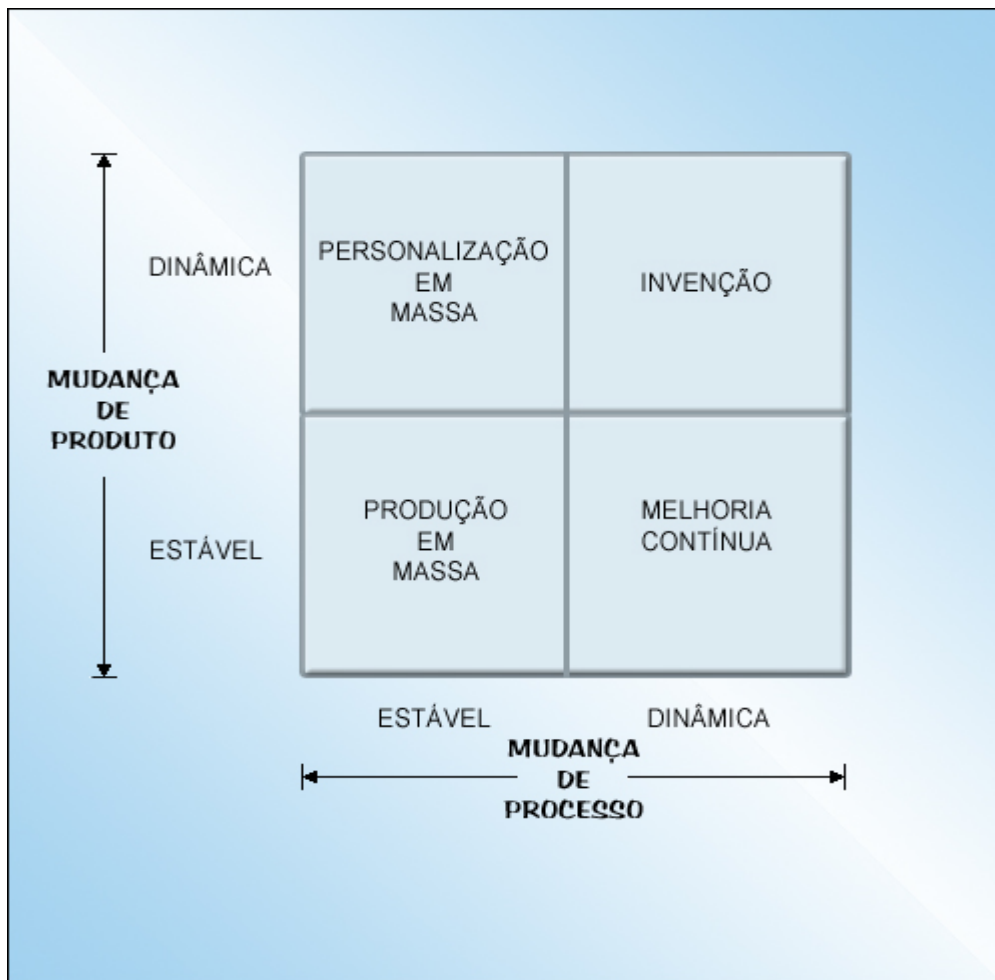 DINÂMICA
PERSONALIZAÇÃO
EM
MASSA
INVENÇÃO
MUDANÇA
DE
PRODUTO
ESTÁVEL
PRODUÇÃO
EM
MASSA
MELHORIA
CONTÍNUA
ESTÁVEL
DINÂMICA
MUDANÇA
DE
PROCESSO